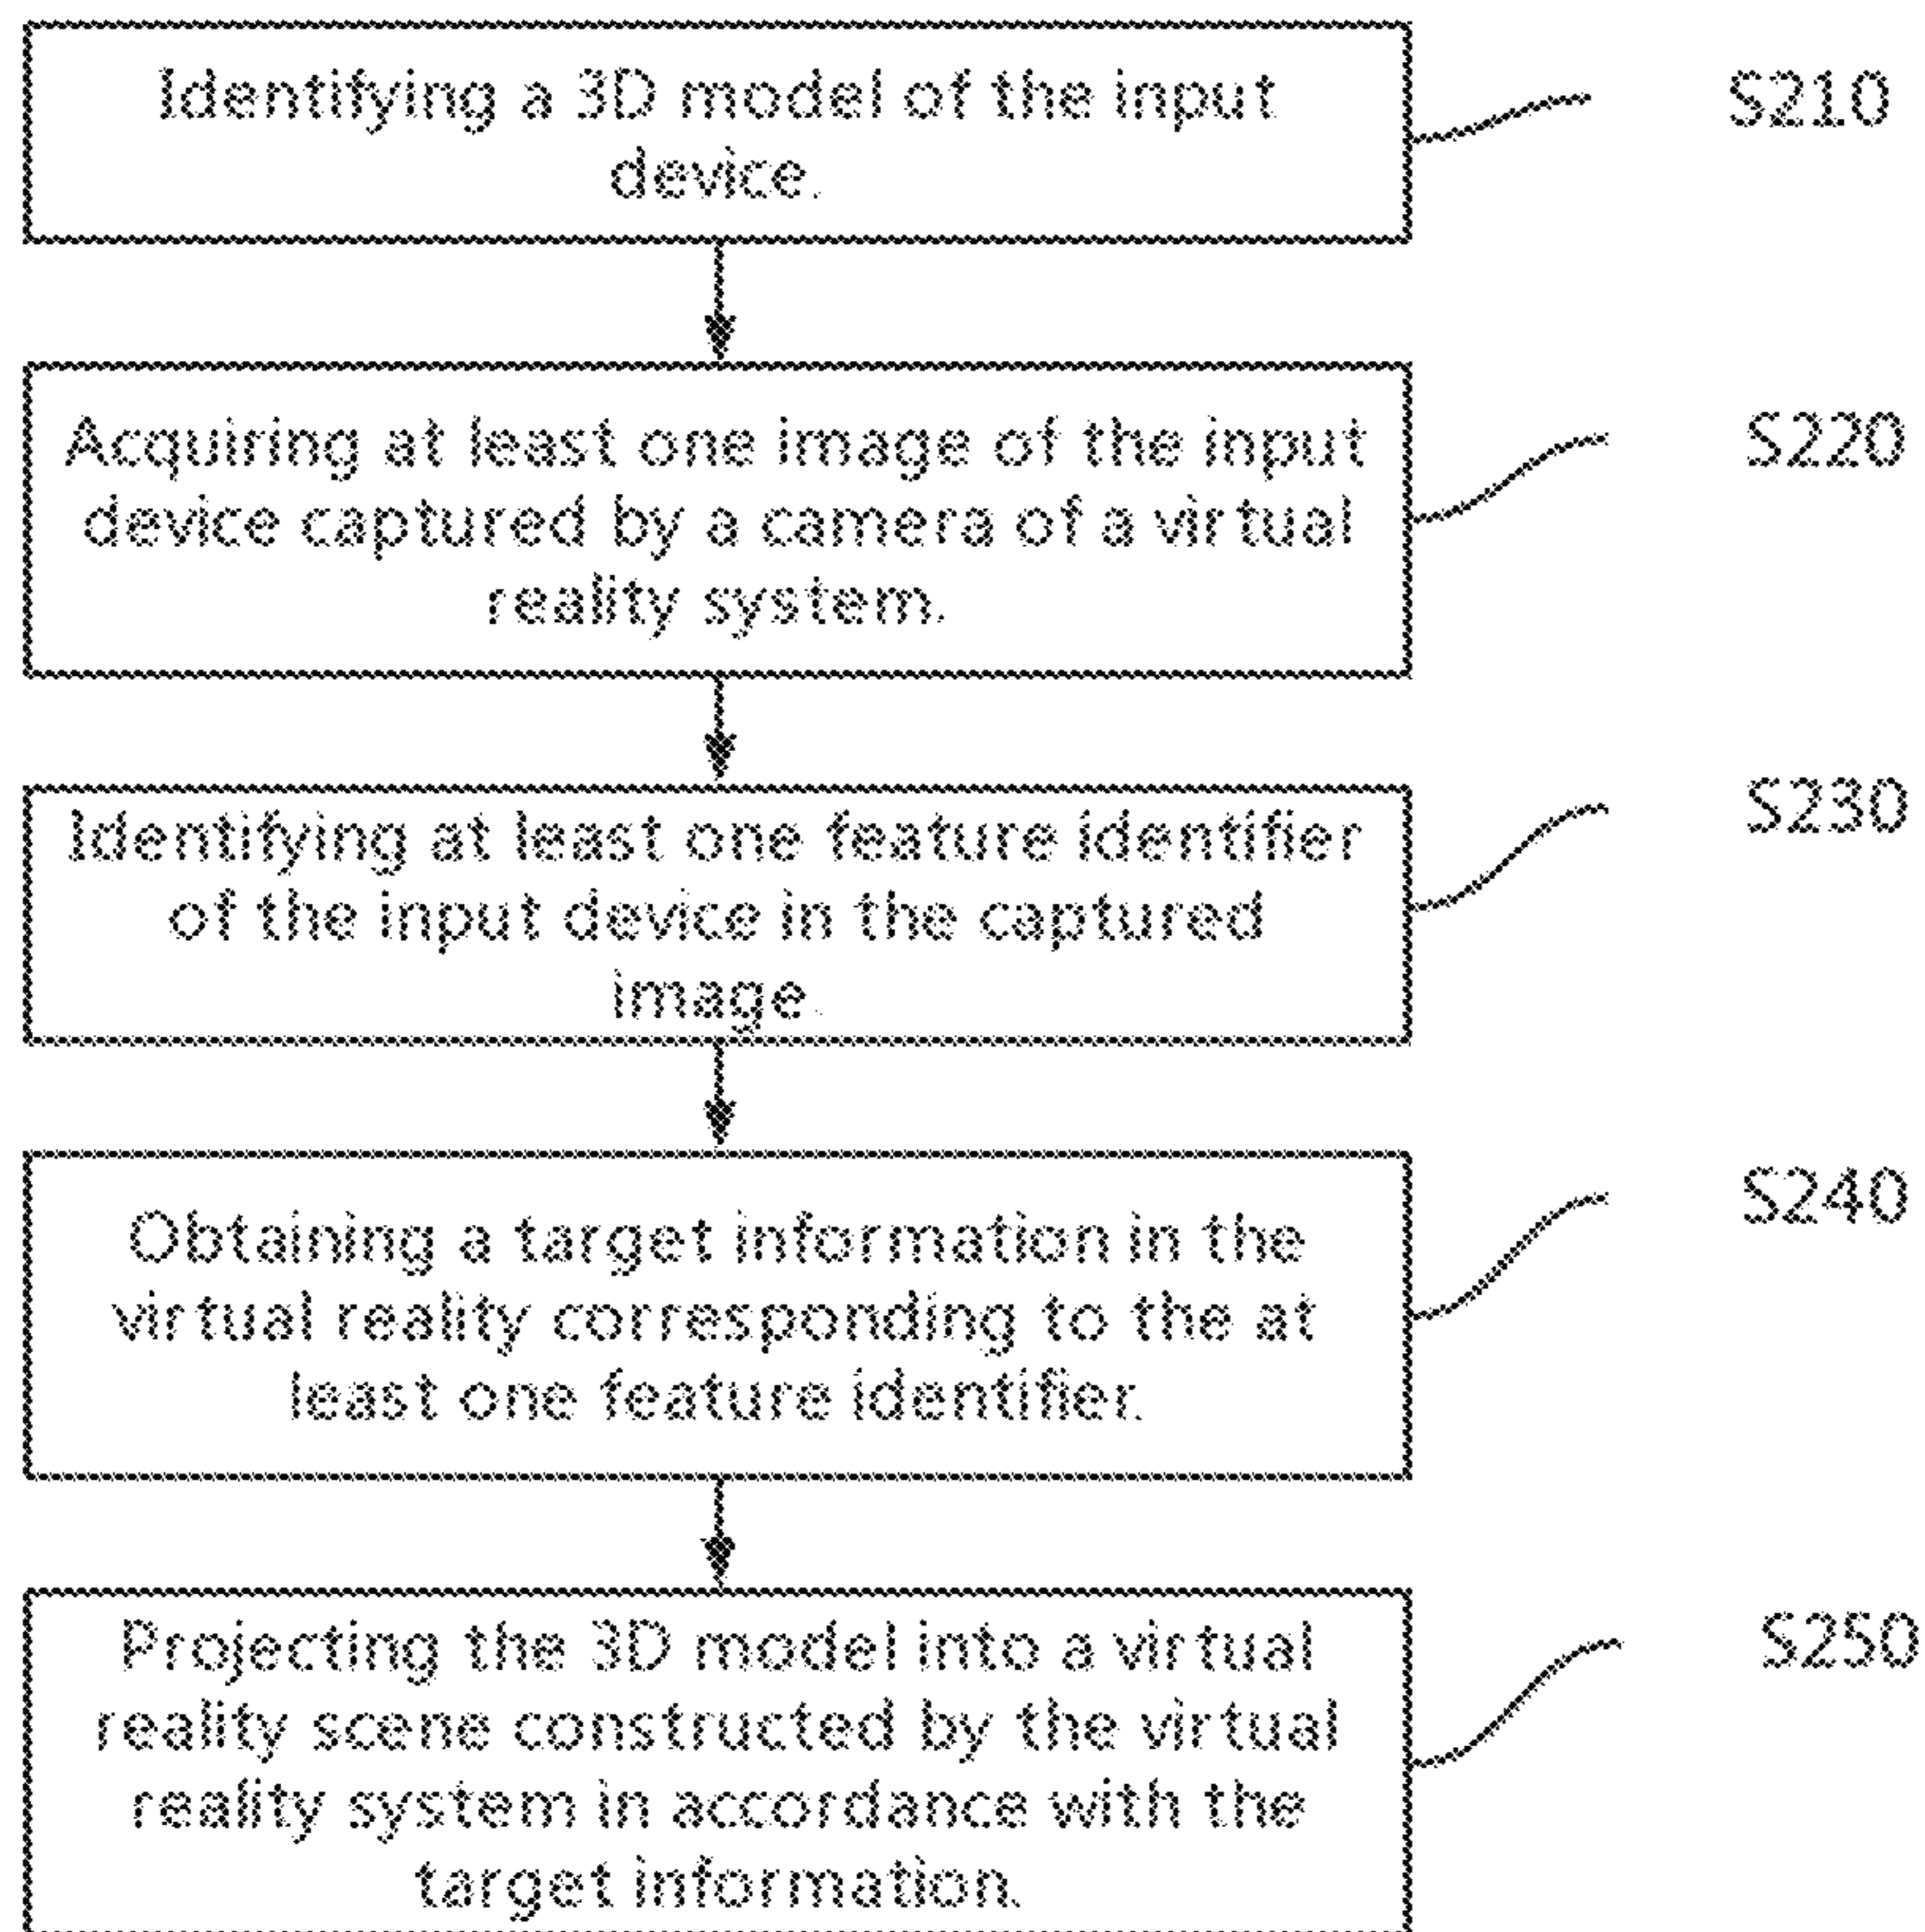 Identifying a 3D model of the input
device.
S210
Acquiring at least one image of the input
device captured by a camera of a virtual
reality system.
S220
Identifying at least one feature identifier
of the input device in the captured
image.
S230
Obtaining a target information in the
virtual reality corresponding to the at
least one feature identifier.
S240
Projecting the 3D model into a virtual
reality scene constructed by the virtual
reality system in accordance with the
target information.
S250